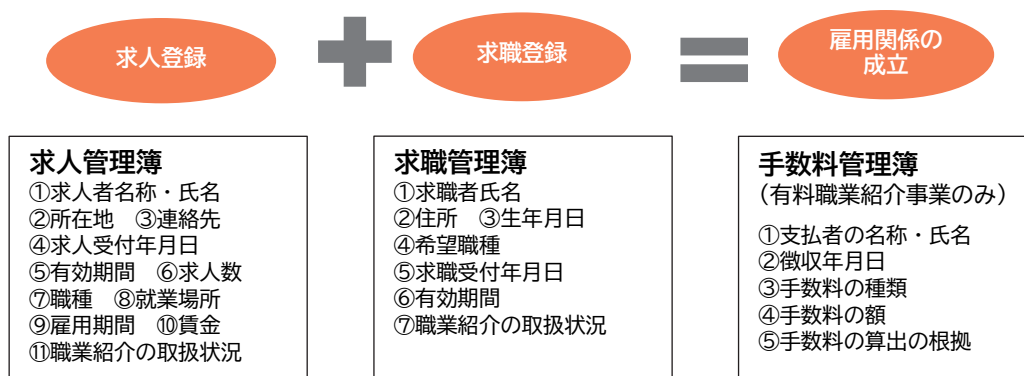 求人登録
求職登録
雇用関係の
成立
求人管理簿
①求人者名称・氏名
②所在地　③連絡先
④求人受付年月日
⑤有効期間　⑥求人数
⑦職種　⑧就業場所
⑨雇用期間　⑩賃金
⑪職業紹介の取扱状況
求職管理簿
①求職者氏名
②住所　③生年月日
④希望職種
⑤求職受付年月日
⑥有効期間
⑦職業紹介の取扱状況
手数料管理簿
（有料職業紹介事業のみ）
①支払者の名称・氏名
②徴収年月日
③手数料の種類
④手数料の額
⑤手数料の算出の根拠